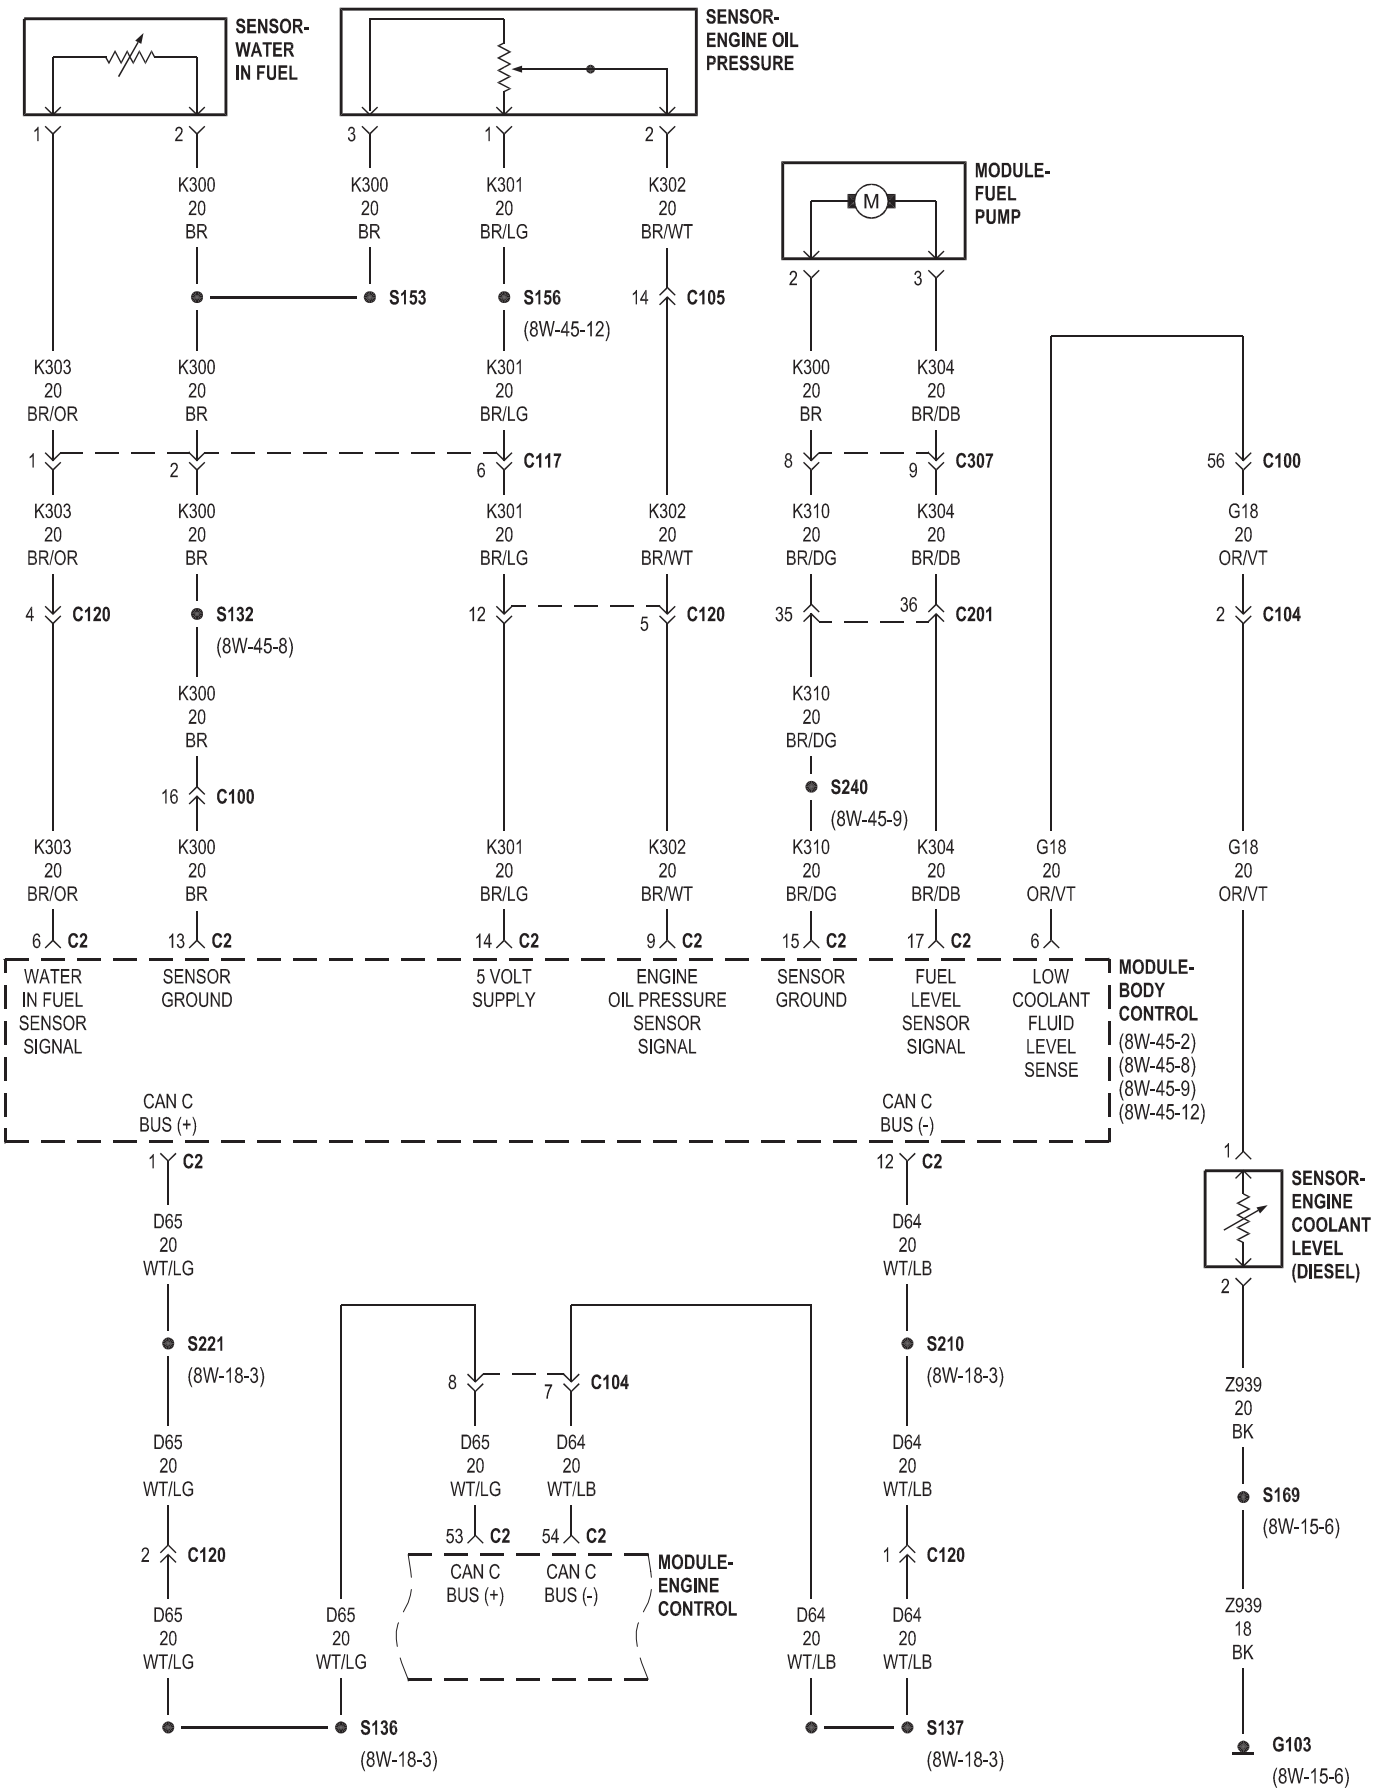 SENSOR-
WATER
IN FUEL
SENSOR-
ENGINE OIL
PRESSURE
1
2
3
1
2
K300
20
BR
K300
20
BR
K301
20
BR/LG
K302
20
BR/WT
MODULE-
FUEL
PUMP
M
2
3
S153
S156
(8W-45-12)
14
C105
K303
20
BR/OR
K300
20
BR
K301
20
BR/LG
K300
20
BR
K304
20
BR/DB
1
2
6
C117
8
9
C307
56
C100
K303
20
BR/OR
K300
20
BR
K301
20
BR/LG
K302
20
BR/WT
K310
20
BR/DG
K304
20
BR/DB
G18
20
OR/VT
4
C120
S132
(8W-45-8)
12
5
C120
35
36
C201
2
C104
K300
20
BR
K310
20
BR/DG
16
C100
S240
(8W-45-9)
K303
20
BR/OR
K300
20
BR
K301
20
BR/LG
K302
20
BR/WT
K310
20
BR/DG
K304
20
BR/DB
G18
20
OR/VT
G18
20
OR/VT
6
C2
13
C2
14
C2
9
C2
15
C2
17
C2
6
WATER
IN FUEL
SENSOR
SIGNAL
SENSOR
GROUND
5 VOLT
SUPPLY
ENGINE
OIL PRESSURE
SENSOR
SIGNAL
SENSOR
GROUND
FUEL
LEVEL
SENSOR
SIGNAL
LOW
COOLANT
FLUID
LEVEL
SENSE
MODULE-
BODY
CONTROL
(8W-45-2)
(8W-45-8)
(8W-45-9)
(8W-45-12)
CAN C
BUS (+)
CAN C
BUS (-)
1
C2
12
C2
1
SENSOR-
ENGINE
COOLANT
LEVEL
(DIESEL)
2
D65
20
WT/LG
D64
20
WT/LB
S221
(8W-18-3)
S210
(8W-18-3)
8
7
C104
Z939
20
BK
D65
20
WT/LG
D65
20
WT/LG
D64
20
WT/LB
D64
20
WT/LB
S169
(8W-15-6)
53
C2
54
C2
2
C120
1
C120
CAN C
BUS (+)
CAN C
BUS (-)
MODULE-
ENGINE
CONTROL
D65
20
WT/LG
D65
20
WT/LG
D64
20
WT/LB
D64
20
WT/LB
Z939
18
BK
S136
(8W-18-3)
S137
(8W-18-3)
G103
(8W-15-6)